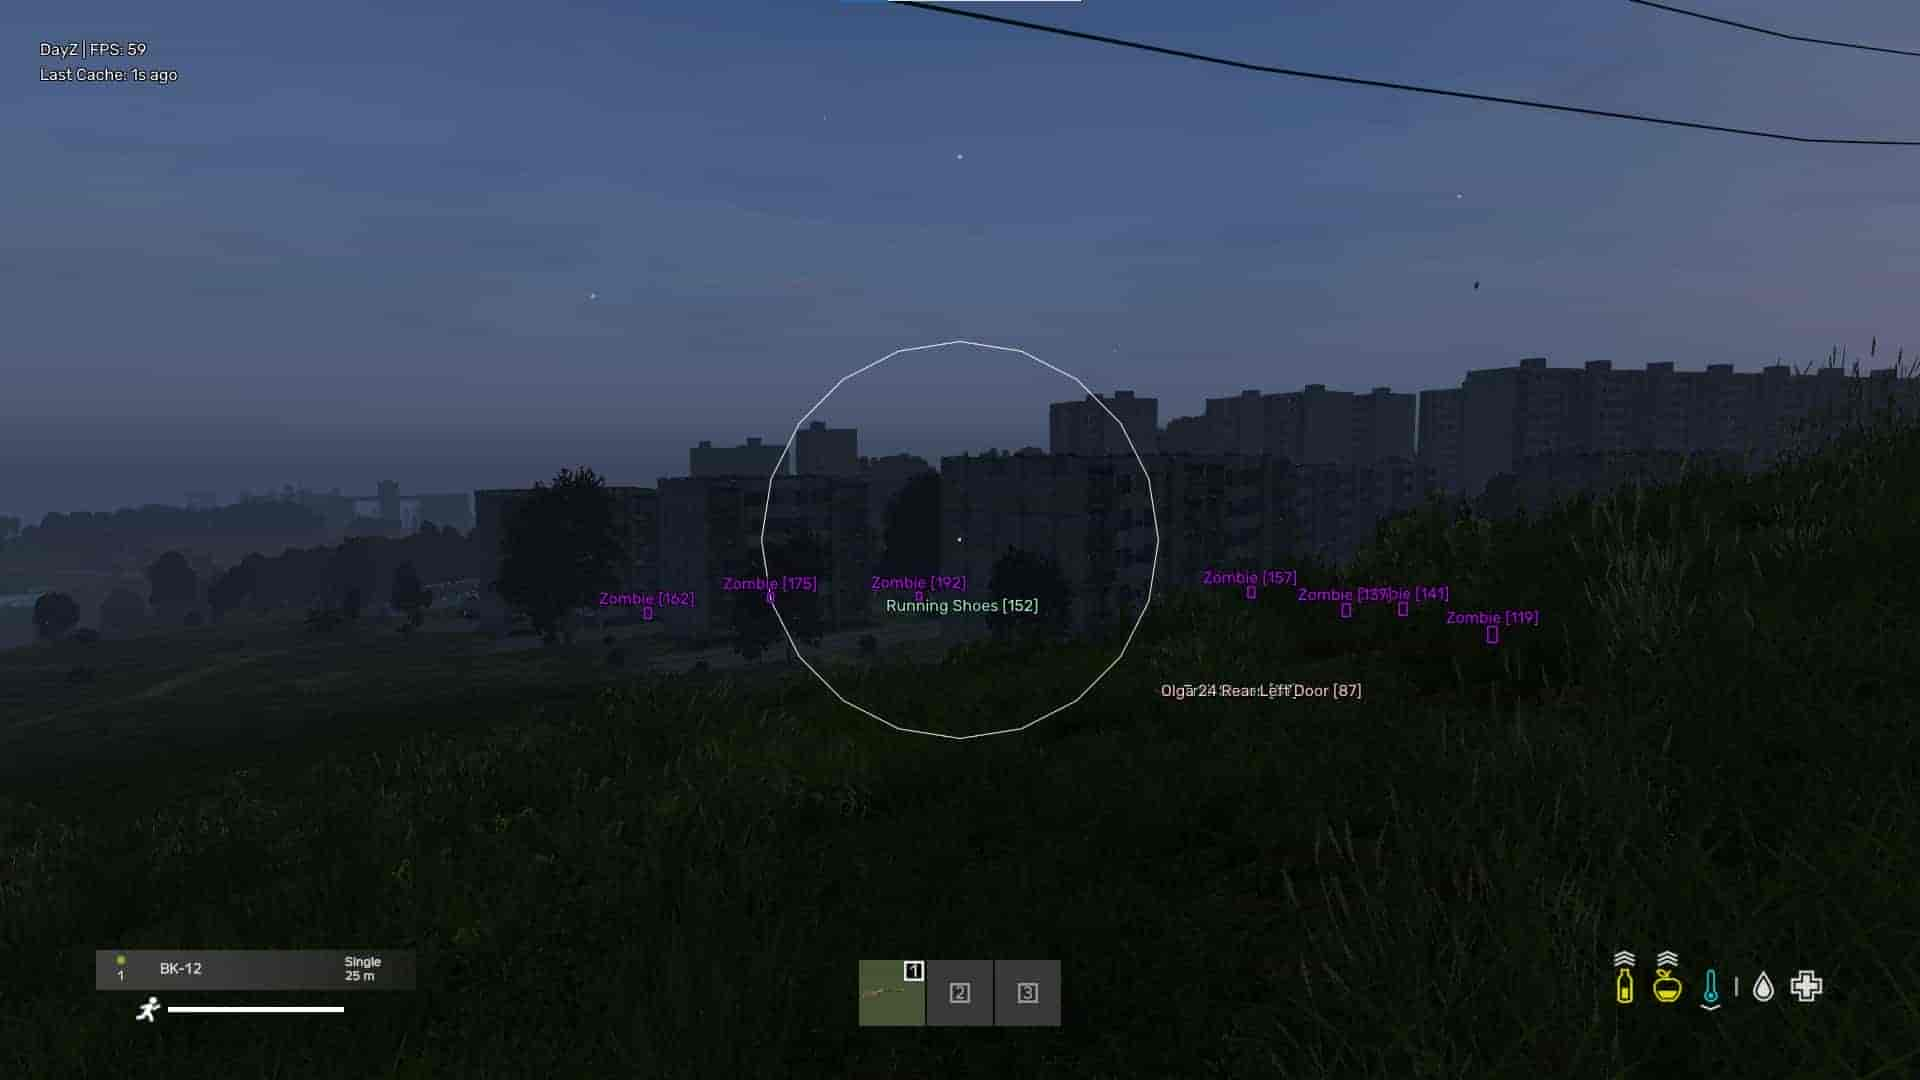 DayZ | FPS: 59
Last Cache: 1s ago
Zombie [157]
Zombie [175]
Zombie [192]
Zombie [139]
[141]
Zombie [162]
Running Shoes [152]
Zombie [119]
Olga 24 Rear Left Door [87]
1
BK-12
Single
25 m
1
2
3